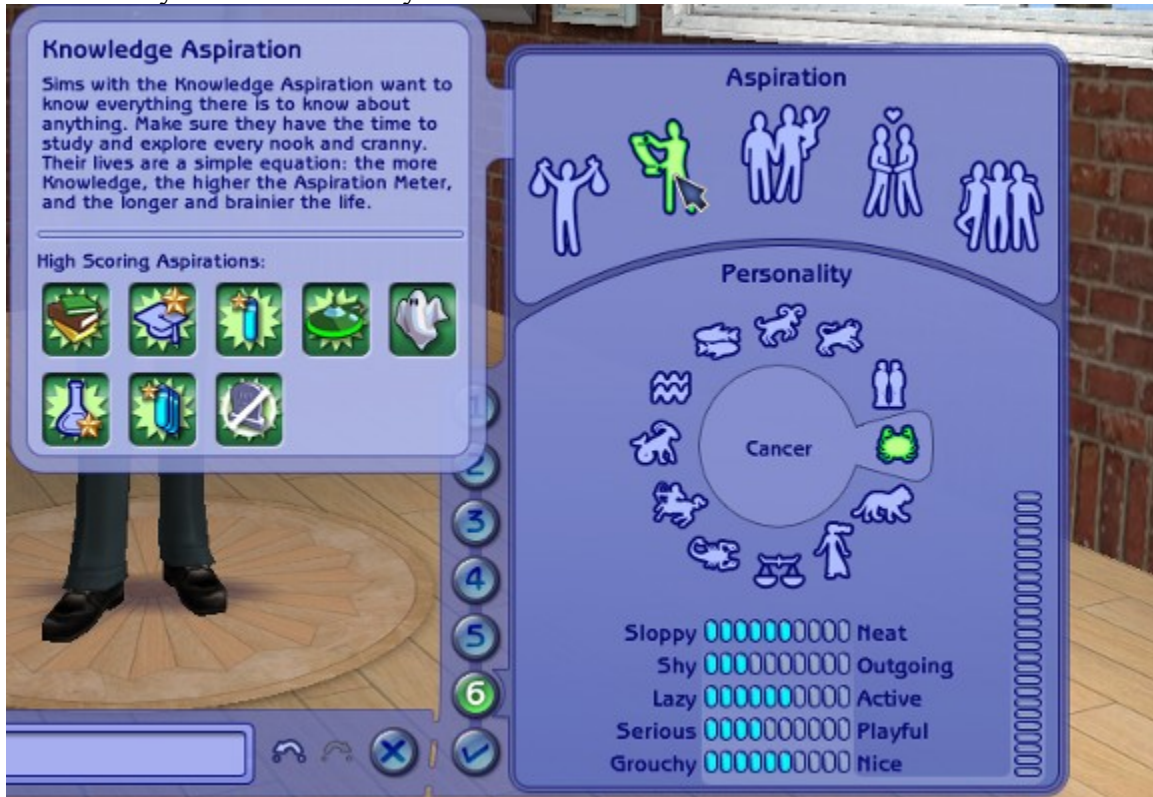 Knowledge Aspiration
Sims with the Knowledge Aspiration want to
know everything there is to know about
anything. Make sure they have the time to
study and explore every nook and cranny.
Their lives are a simple equation: the more
Knowledge, the higher the Aspiration Meter,
and the longer and brainier the life.
High Scoring Aspirations:
Aspiration
Personality
Cancer
1
2
3
4
5
6
Sloppy Neat
Shy Outgoing
Lazy Active
Serious Playful
Grouchy Nice